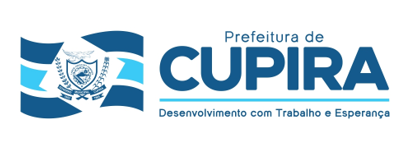 Prefeitura de
CUPIRA
Desenvolvimento com Trabalho e Esperança